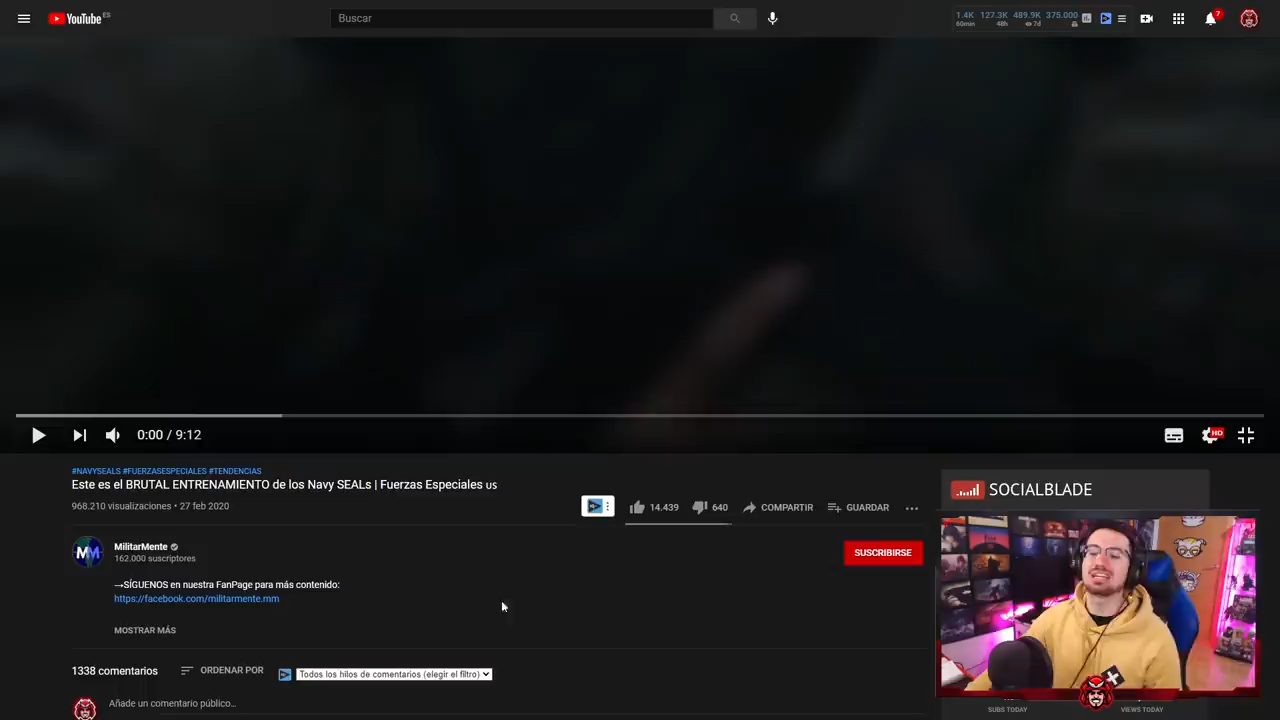 YouTube ES
Buscar
1.4K 127.3K 489.9K 375.000
60min 48h 7d
7
0:00 / 9:12
HD
#NAVYSEALS #FUERZASESPECIALES #TENDENCIAS
Este es el BRUTAL ENTRENAMIENTO de los Navy SEALs | Fuerzas Especiales us
968.210 visualizaciones • 27 feb 2020
14.439
640
COMPARTIR
GUARDAR
SOCIALBLADE
MM
MilitarMente
162.000 suscriptores
SUSCRIBIRSE
→SÍGUENOS en nuestra FanPage para más contenido:
https://facebook.com/militarmente.mm
MOSTRAR MÁS
1338 comentarios
ORDENAR POR
Todos los hilos de comentarios (elegir el filtro)
Añade un comentario público...
SUBS TODAY
VIEWS TODAY